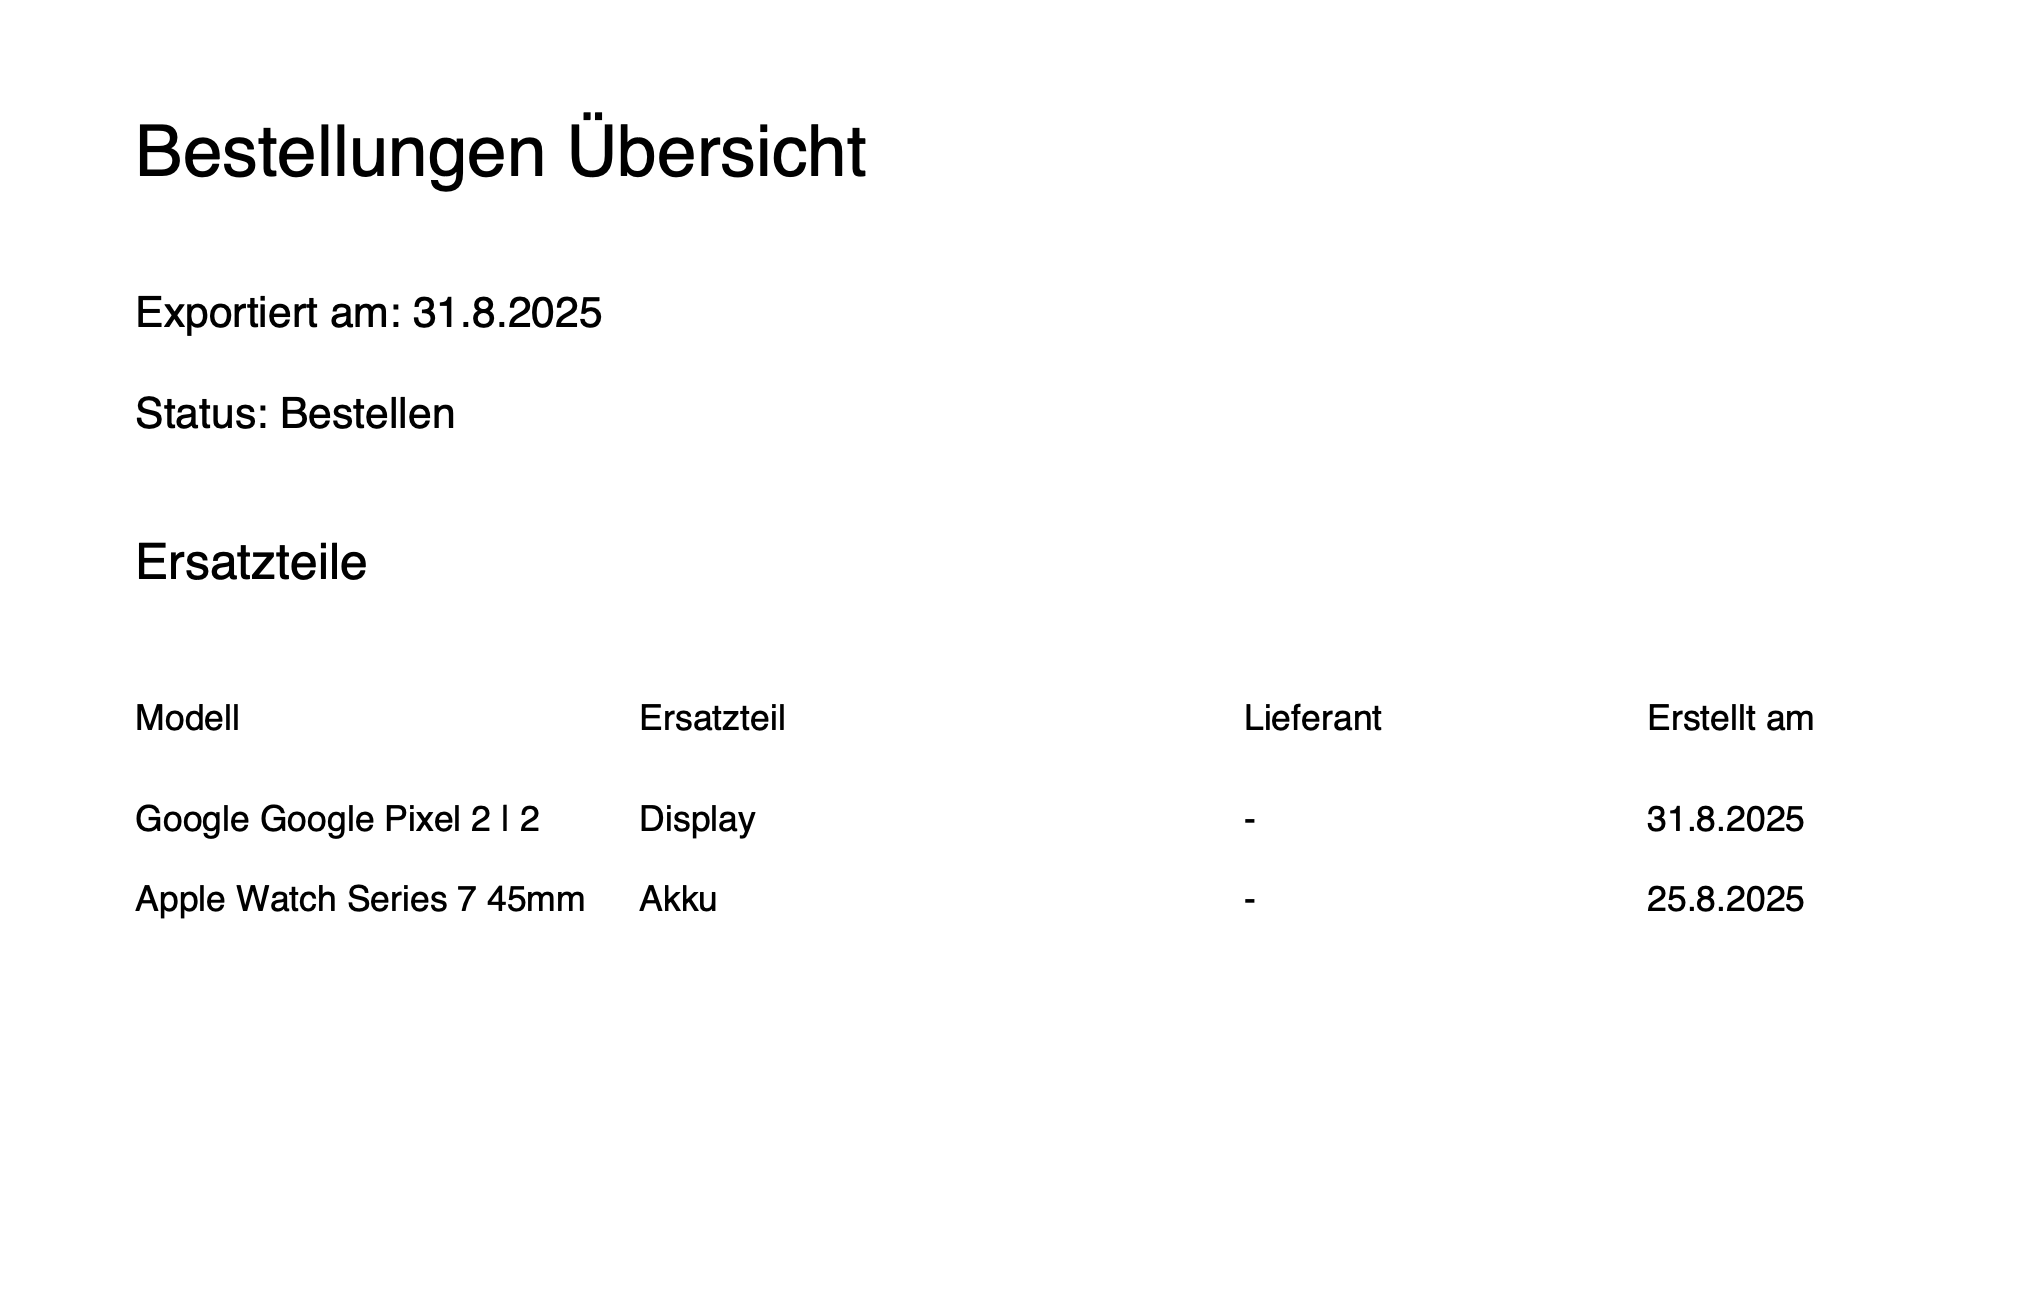 Bestellungen Übersicht
Exportiert am: 31.8.2025
Status: Bestellen
Ersatzteile
Modell Ersatzteil Lieferant Erstellt am
Google Google Pixel 2 | 2 Display - 31.8.2025
Apple Watch Series 7 45mm Akku - 25.8.2025